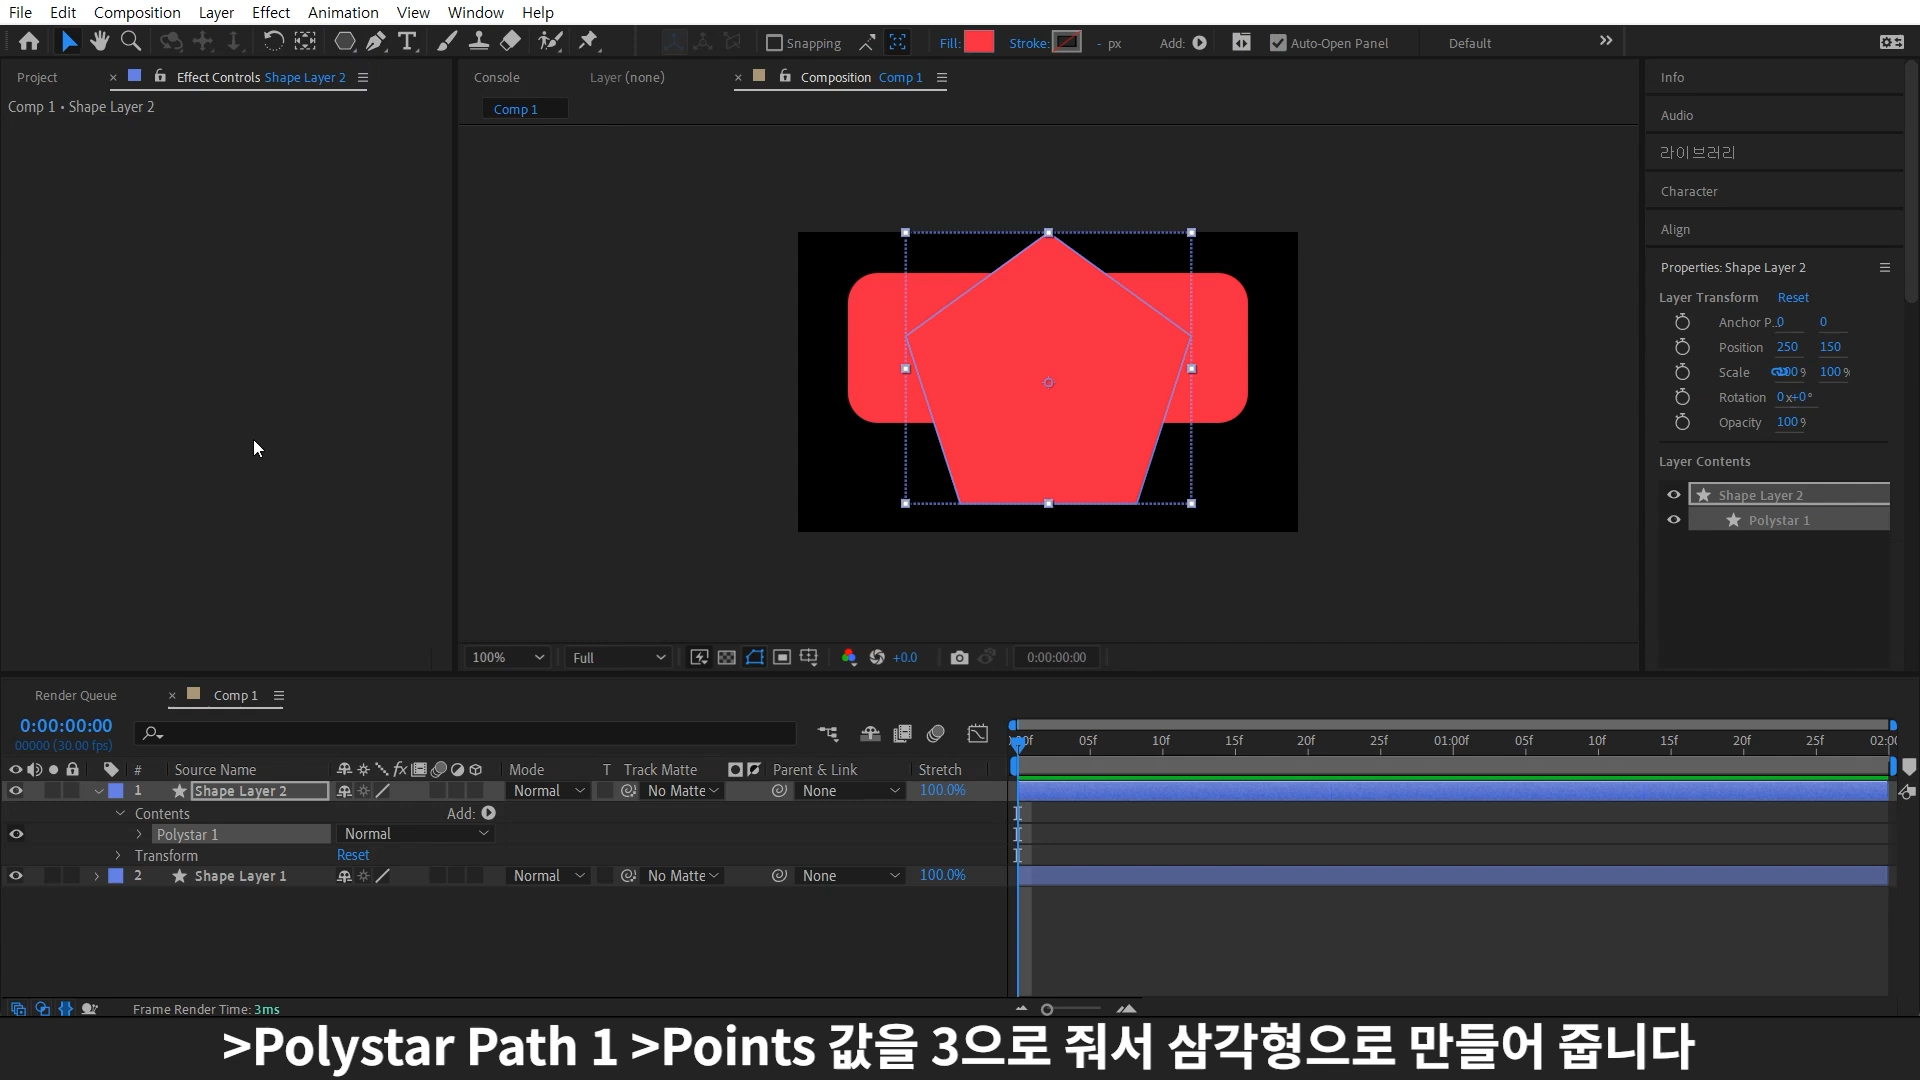 File Edit Composition Layer Effect Animation View Window Help
Snapping Fill: Stroke: - px Add: Auto-Open Panel Default
Project Effect Controls Shape Layer 2
Comp 1 • Shape Layer 2
Console Layer (none) Composition Comp 1
Comp 1
Info
Audio
라이브러리
Character
Align
Properties: Shape Layer 2
Layer Transform Reset
Anchor P.. 0 0
Position 250 150
Scale 100 %
Rotation 0x+0°
Opacity 100
Layer Contents
Shape Layer 2
Polystar 1
100% Full +0.0 0:00:00:00
Render Queue Comp 1
0:00:00:00
00000 (30.00 fps)
05f 10f 15f 20f 25f 01:00f 05f 10f 15f 20f 25f
# Source Name Mode T Track Matte Parent & Link Stretch
1 Shape Layer 2 Normal No Matte None 100.0%
Contents Add:
Polystar 1 Normal
Transform Reset
2 Shape Layer 1 Normal No Matte None 100.0%
Frame Render Time: 3ms
>Polystar Path 1 >Points 값을 3으로 줘서 삼각형으로 만들어 줍니다